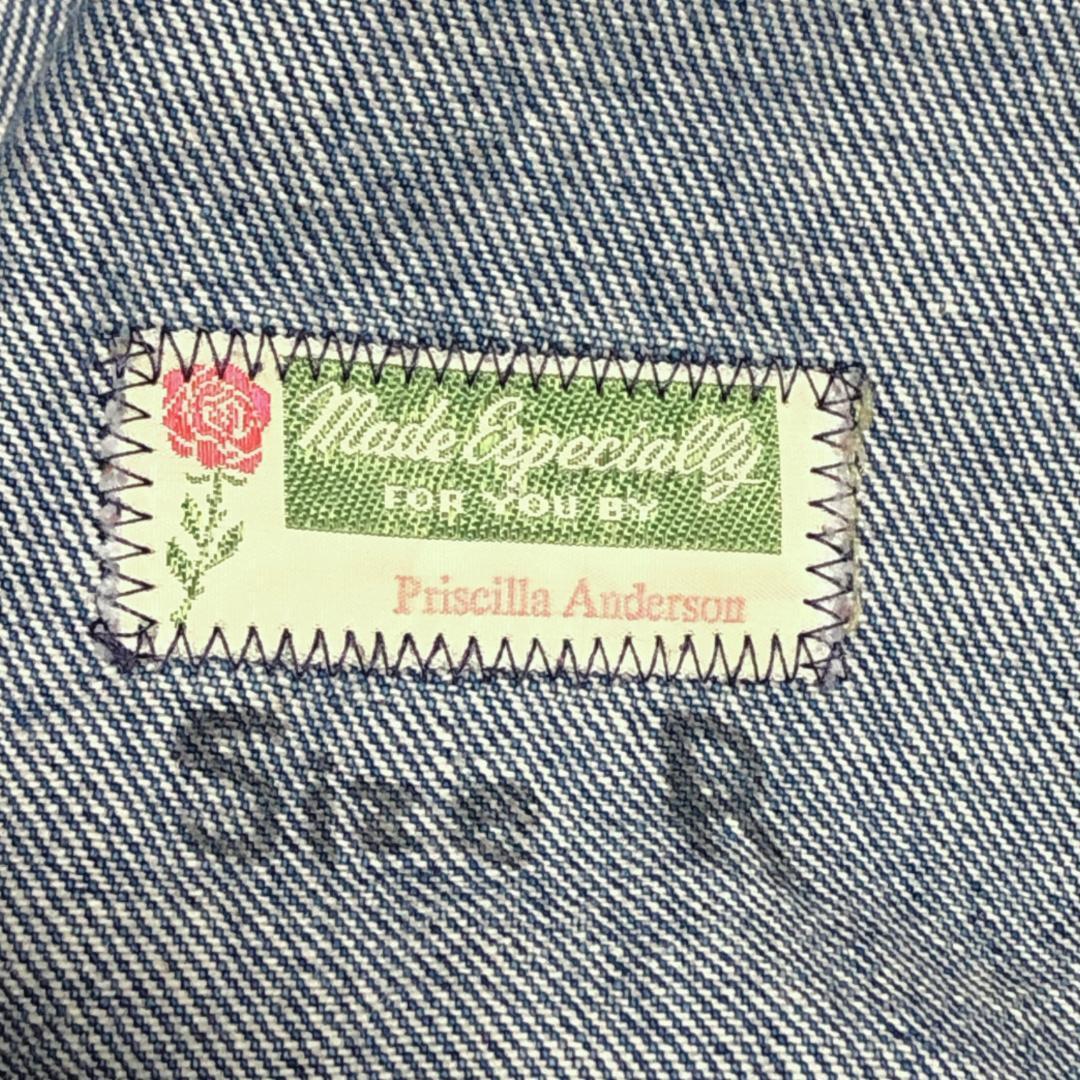 Made Especially
FOR YOU BY
Priscilla Anderson
Size R